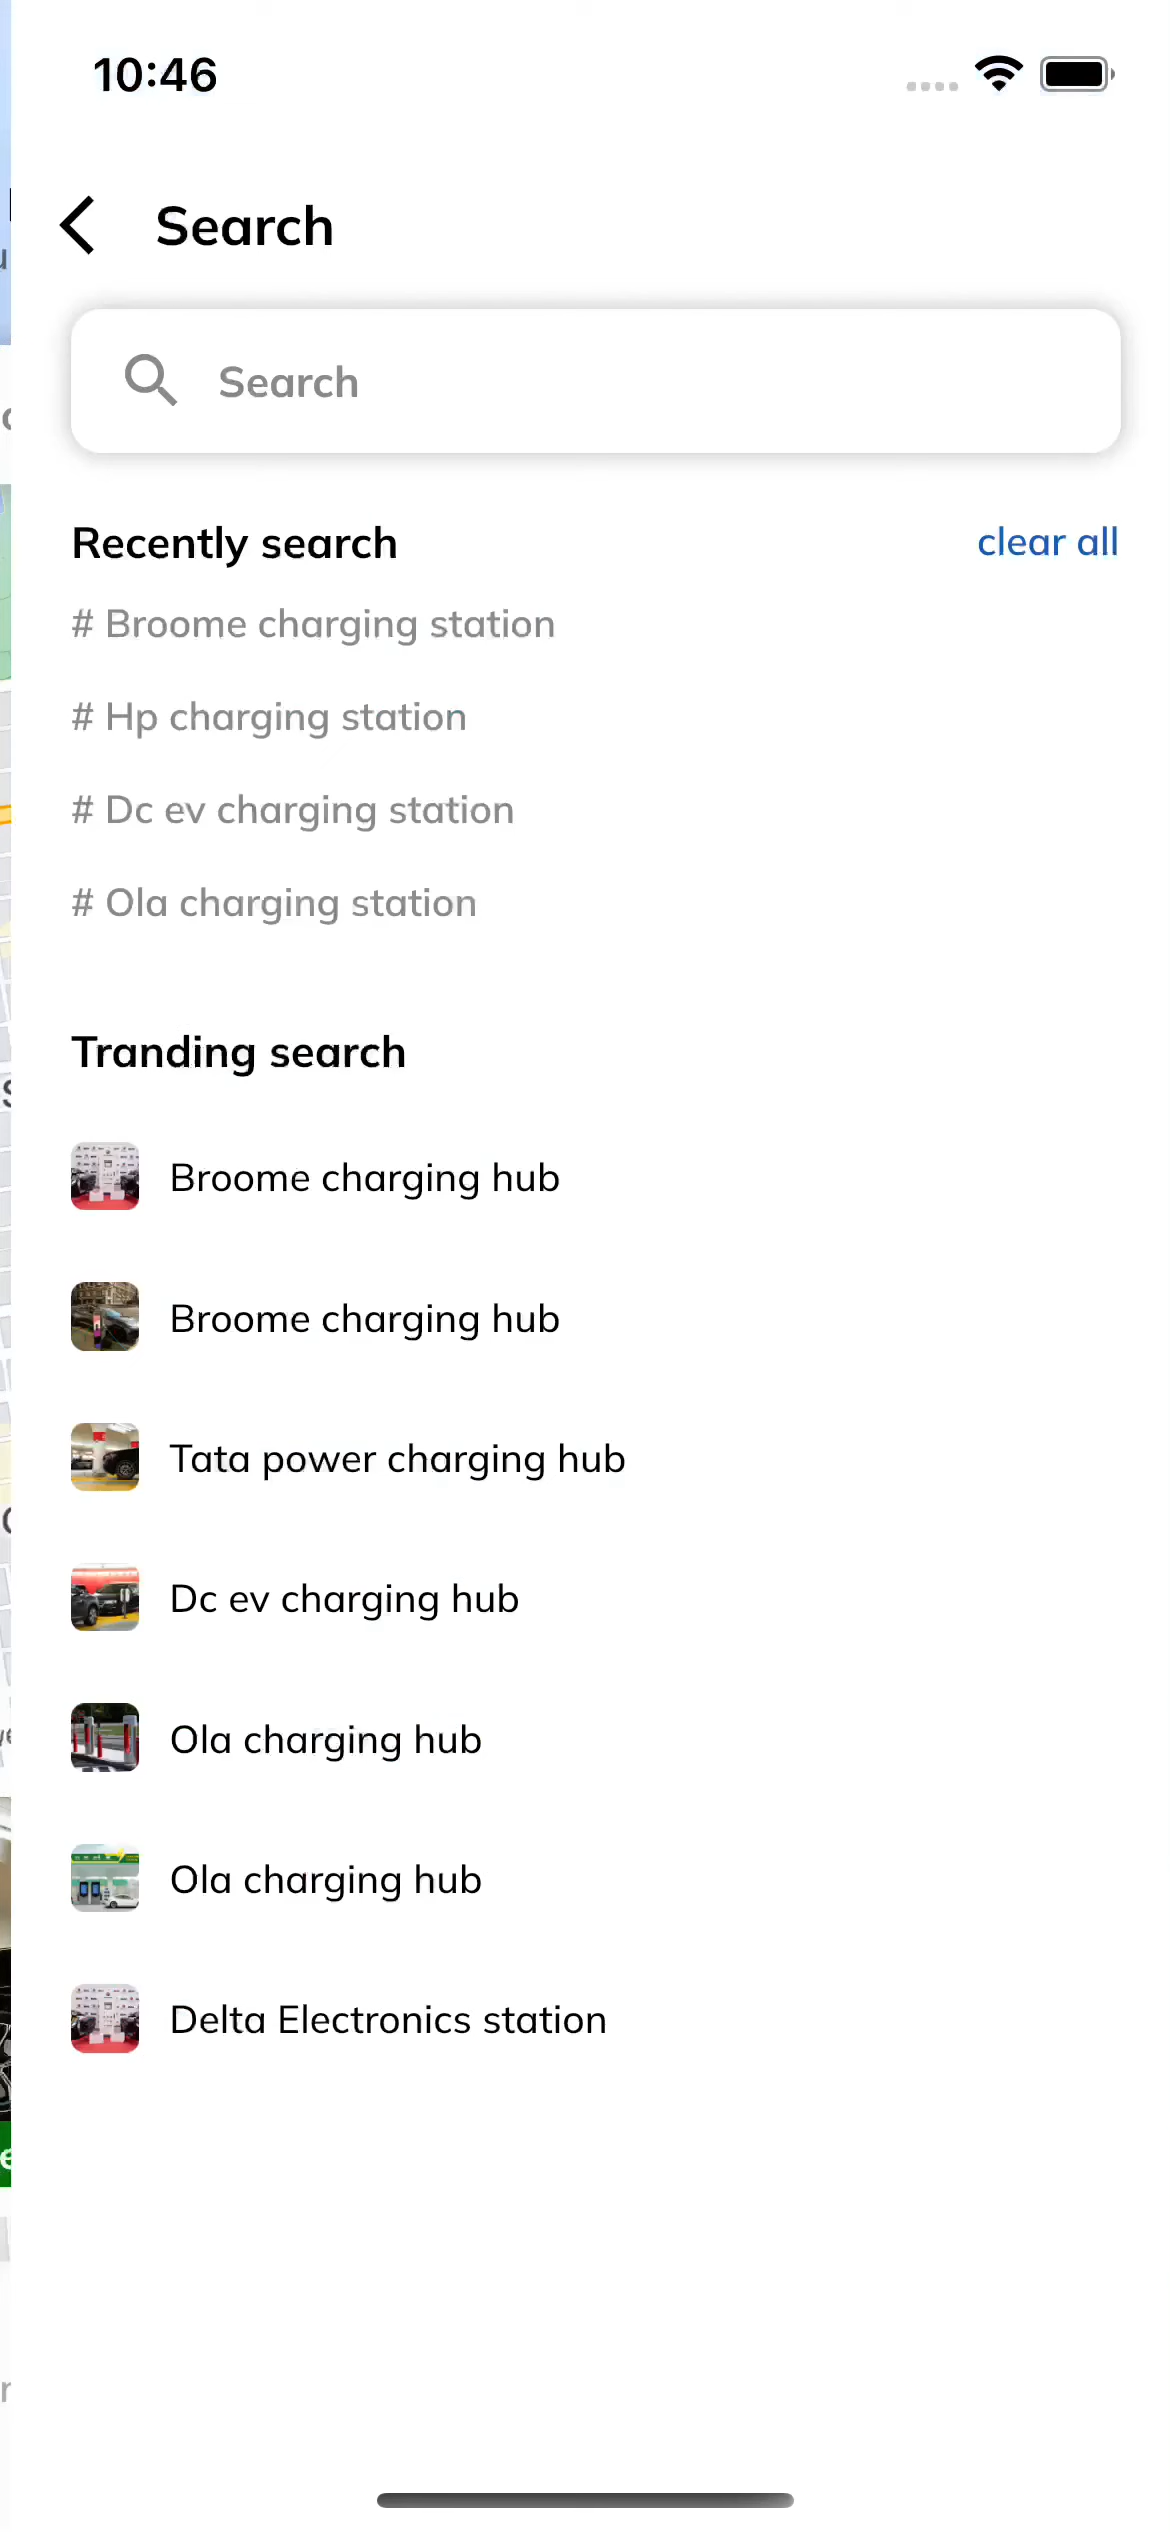 10:46
Search
Search
Recently search
clear all
# Broome charging station
# Hp charging station
# Dc ev charging station
# Ola charging station
Tranding search
Broome charging hub
Broome charging hub
Tata power charging hub
Dc ev charging hub
Ola charging hub
Ola charging hub
Delta Electronics station